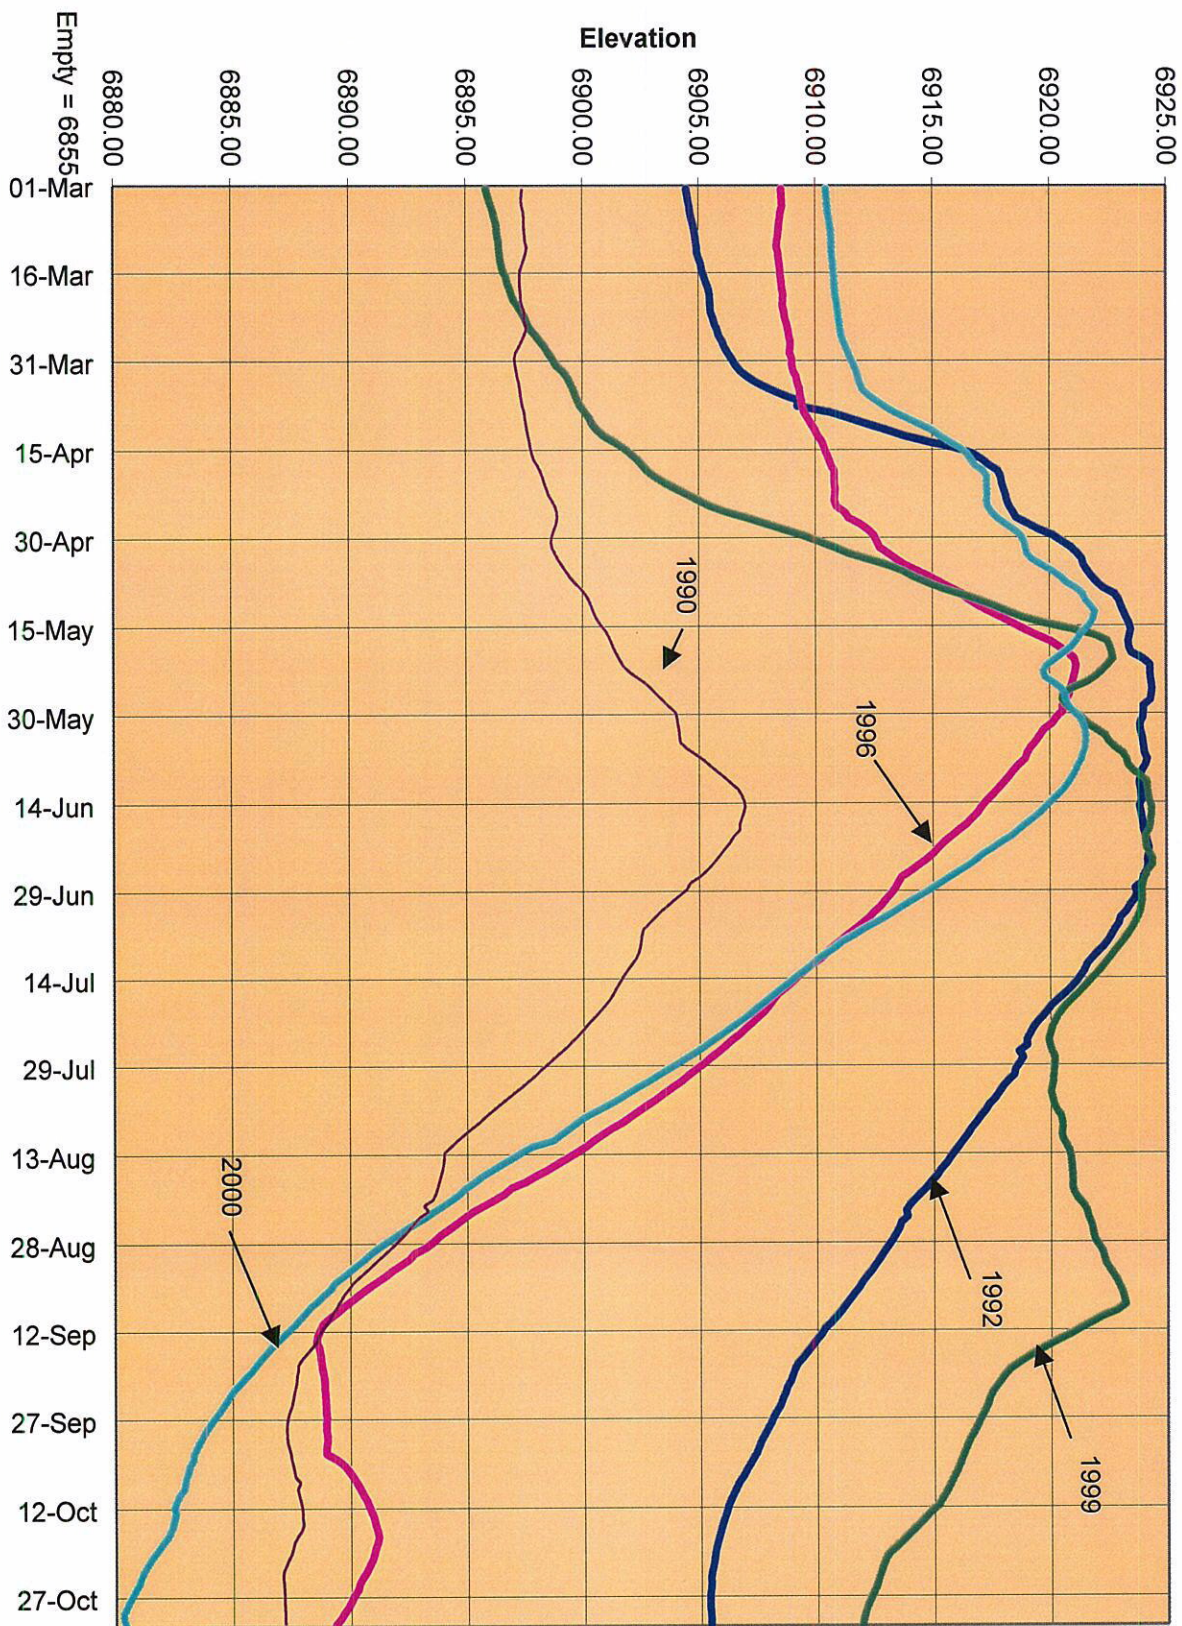 Elevation
6925.00
6920.00
6915.00
6910.00
6905.00
6900.00
6895.00
6890.00
6885.00
6880.00
Empty = 6855
01-Mar
16-Mar
31-Mar
15-Apr
30-Apr
15-May
30-May
14-Jun
29-Jun
14-Jul
29-Jul
13-Aug
28-Aug
12-Sep
27-Sep
12-Oct
27-Oct
1990
1996
2000
1992
1999